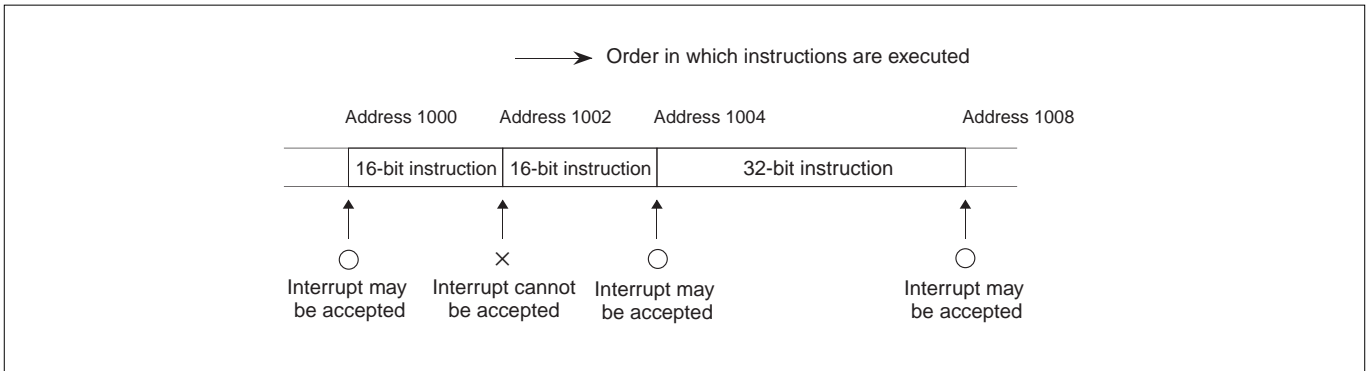 Order in which instructions are executed
Address 1000 Address 1002 Address 1004 Address 1008
16-bit instruction 16-bit instruction 32-bit instruction
Interrupt may be accepted
Interrupt cannot be accepted
Interrupt may be accepted
Interrupt may be accepted